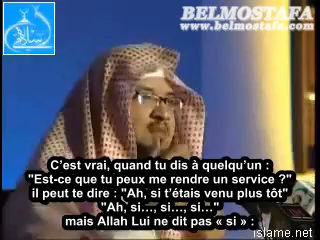 BELMOSTAFA
www.belmostafa.com
C'est vrai, quand tu dis à quelqu'un :
"Est-ce que tu peux me rendre un service ?"
il peut te dire : "Ah, si t'étais venu plus tôt"
"Ah, si…, si…, si…"
mais Allah Lui ne dit pas « si » :
islame.net